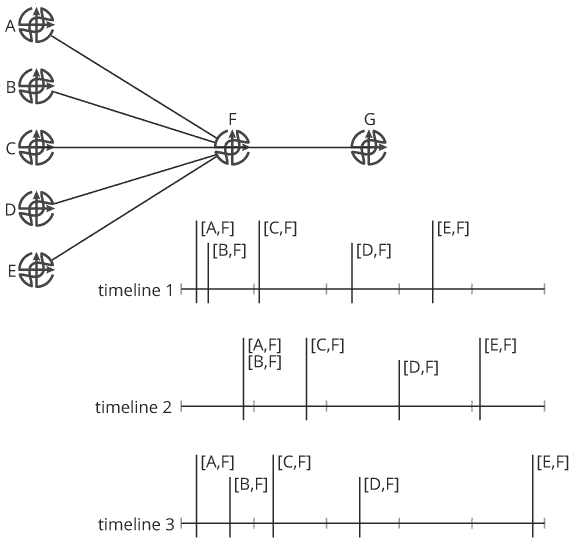 A
B
C
D
E
F
G
[A,F]
[B,F]
[C,F]
[D,F]
[E,F]
timeline 1
[A,F]
[B,F]
[C,F]
[D,F]
[E,F]
timeline 2
[A,F]
[B,F]
[C,F]
[D,F]
[E,F]
timeline 3